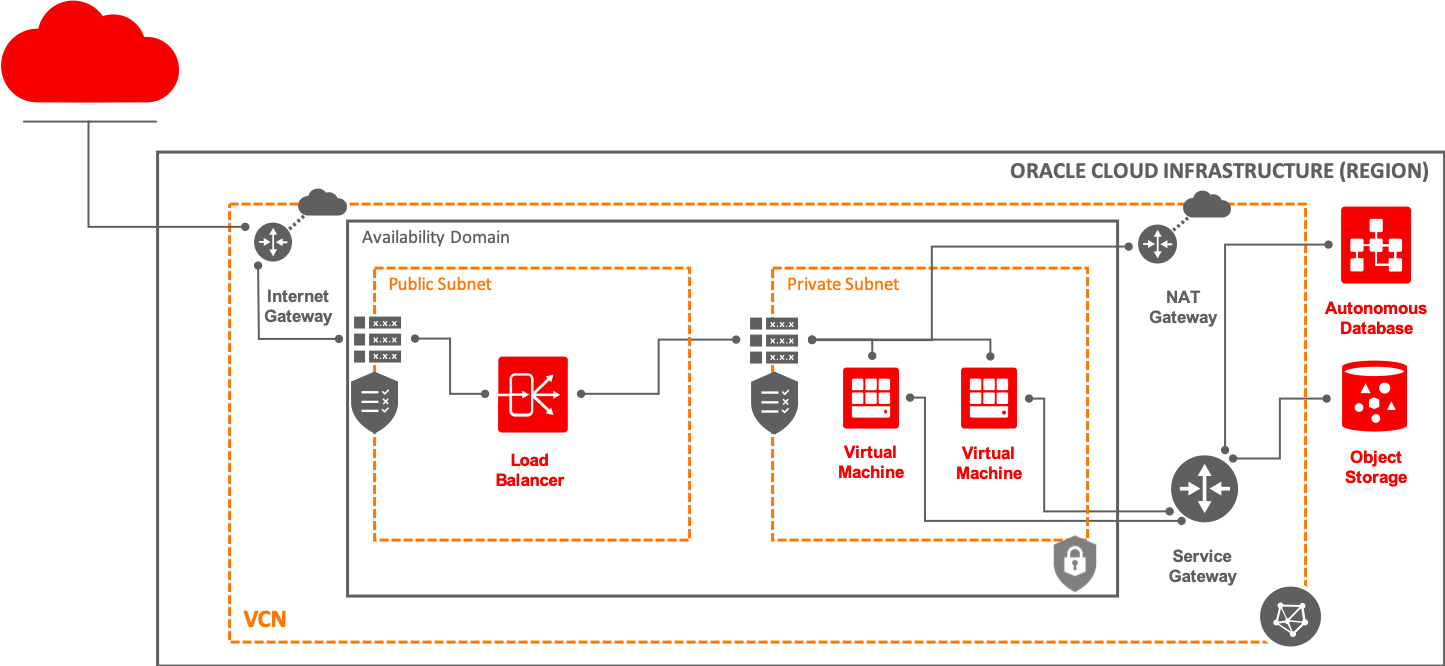 ORACLE CLOUD INFRASTRUCTURE (REGION)
Availability Domain
Public Subnet
Private Subnet
Internet
Gateway
NAT
Gateway
Autonomous
Database
x.x.x
x.x.x
x.x.x
x.x.x
x.x.x
x.x.x
Load
Balancer
Virtual
Machine
Virtual
Machine
Object
Storage
Service
Gateway
VCN